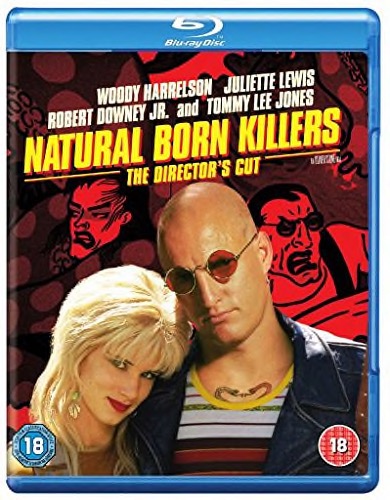 Blu-ray Disc
WOODY HARRELSON JULIETTE LEWIS
ROBERT DOWNEY JR. and TOMMY LEE JONES
NATURAL BORN KILLERS
THE DIRECTOR'S CUT
18
18